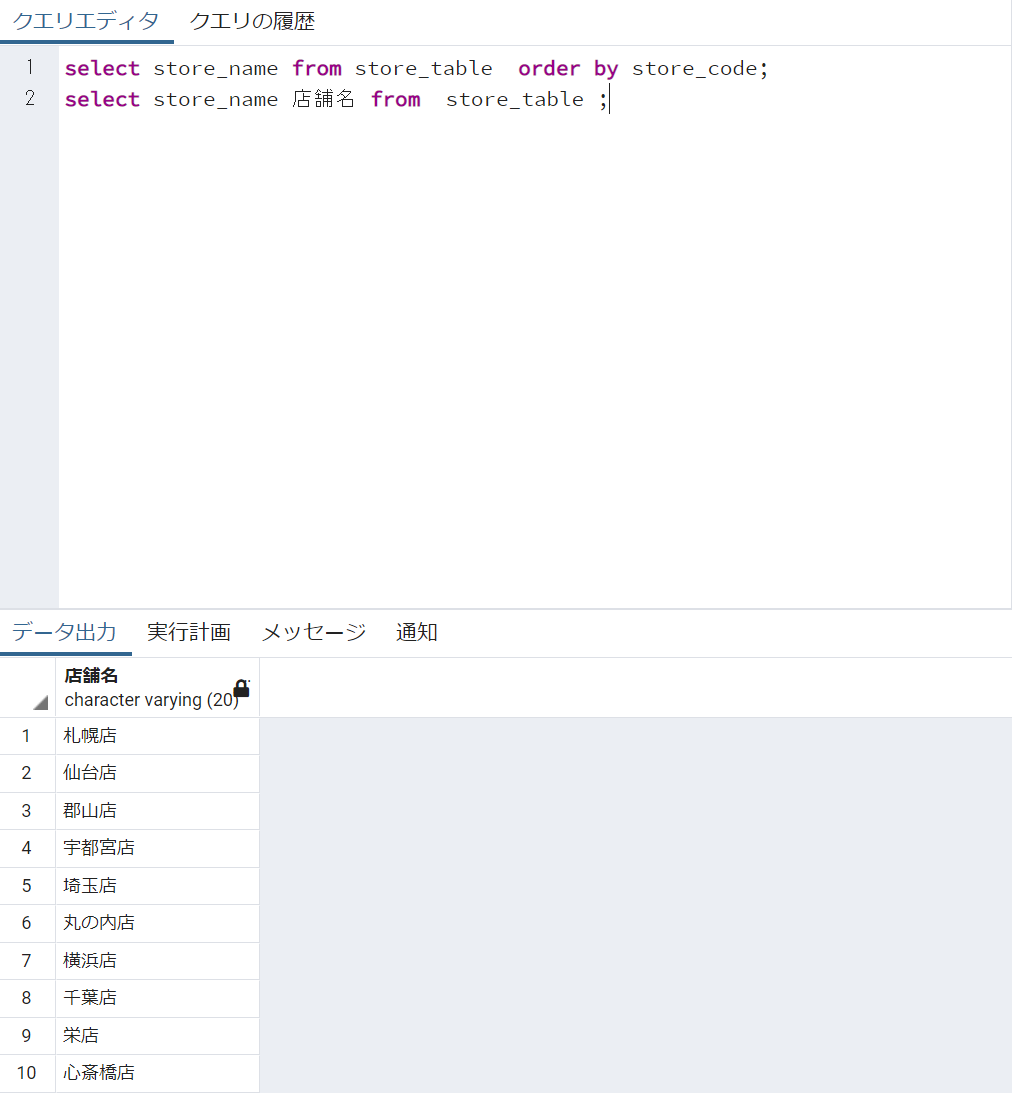 クエリエディタ クエリの履歴
1 select store_name from store_table  order by store_code;
2 select store_name 店舗名 from  store_table ;
データ出力 実行計画 メッセージ 通知
店舗名
character varying (20)
1 札幌店
2 仙台店
3 郡山店
4 宇都宮店
5 埼玉店
6 丸の内店
7 横浜店
8 千葉店
9 栄店
10 心斎橋店